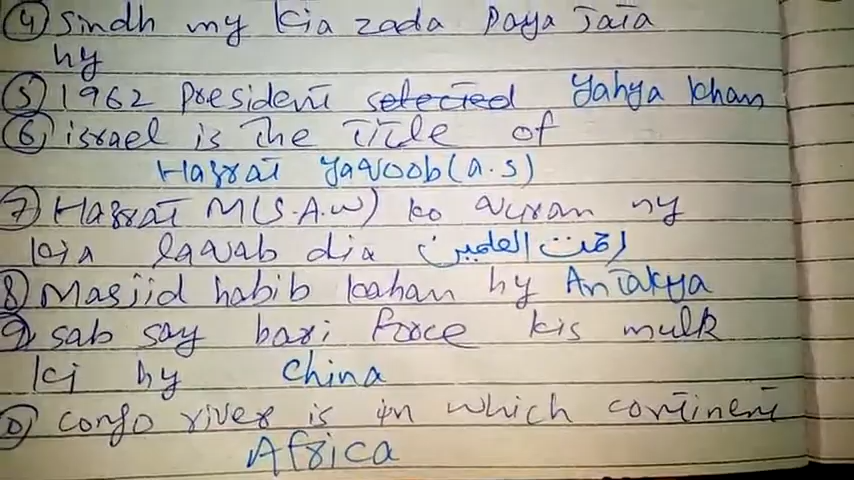 4) Sindh my kia zada paya jata
hy
5) 1962 president selected Yahya khan
6) israel is the title of
Hazrat yaqoob (a.s)
7) Hazrat M (S.A.W) ko quran ny
kia laqab dia رحمت العلمين
8) Masjid habib kahan hy Antakya
9) sab say bari force kis mulk
ki hy China
10) congo river is in which continent
Africa